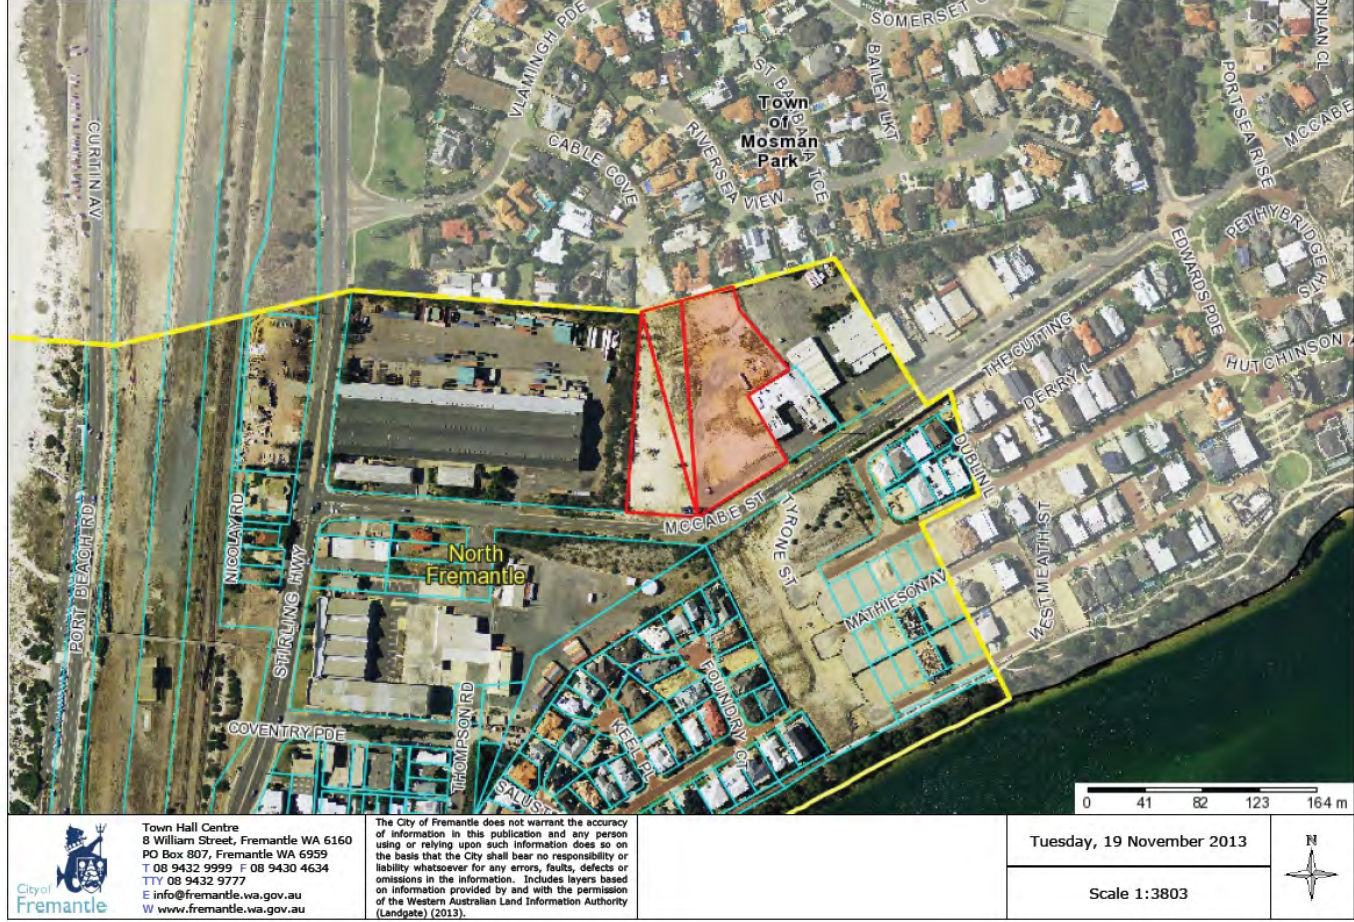 VLAMINGH PDE
SOMERSET
BAILEY LKT
ST BARBARA TCE
Town
of
Mosman
Park
RIVERSEA VIEW
CABLE COVE
PORTSEA RISE
MCCABE
PETHYBRIDGE
EDWARDS PDE
HUTCHINSON
CURTIN AV
THE CUTTING
DERRY L
DUBLIN L
WESTMEATH ST
MCCABE ST
TYRONE ST
MATHIESON AV
North
Fremantle
NICOLAY RD
PORT BEACH RD
STIRLING HWY
COVENTRY PDE
THOMPSON RD
FOUNDRY CT
KEEL PL
SALUST
0 41 82 123 164 m
City of
Fremantle
Town Hall Centre
8 William Street, Fremantle WA 6160
PO Box 807, Fremantle WA 6959
T 08 9432 9999 F 08 9430 4634
TTY 08 9432 9777
E info@fremantle.wa.gov.au
W www.fremantle.wa.gov.au
The City of Fremantle does not warrant the accuracy
of information in this publication and any person
using or relying upon such information does so on
the basis that the City shall bear no responsibility or
liability whatsoever for any errors, faults, defects or
omissions in the information. Includes layers based
on information provided by and with the permission
of the Western Australian Land Information Authority
(Landgate) (2013).
Tuesday, 19 November 2013
Scale 1:3803
N